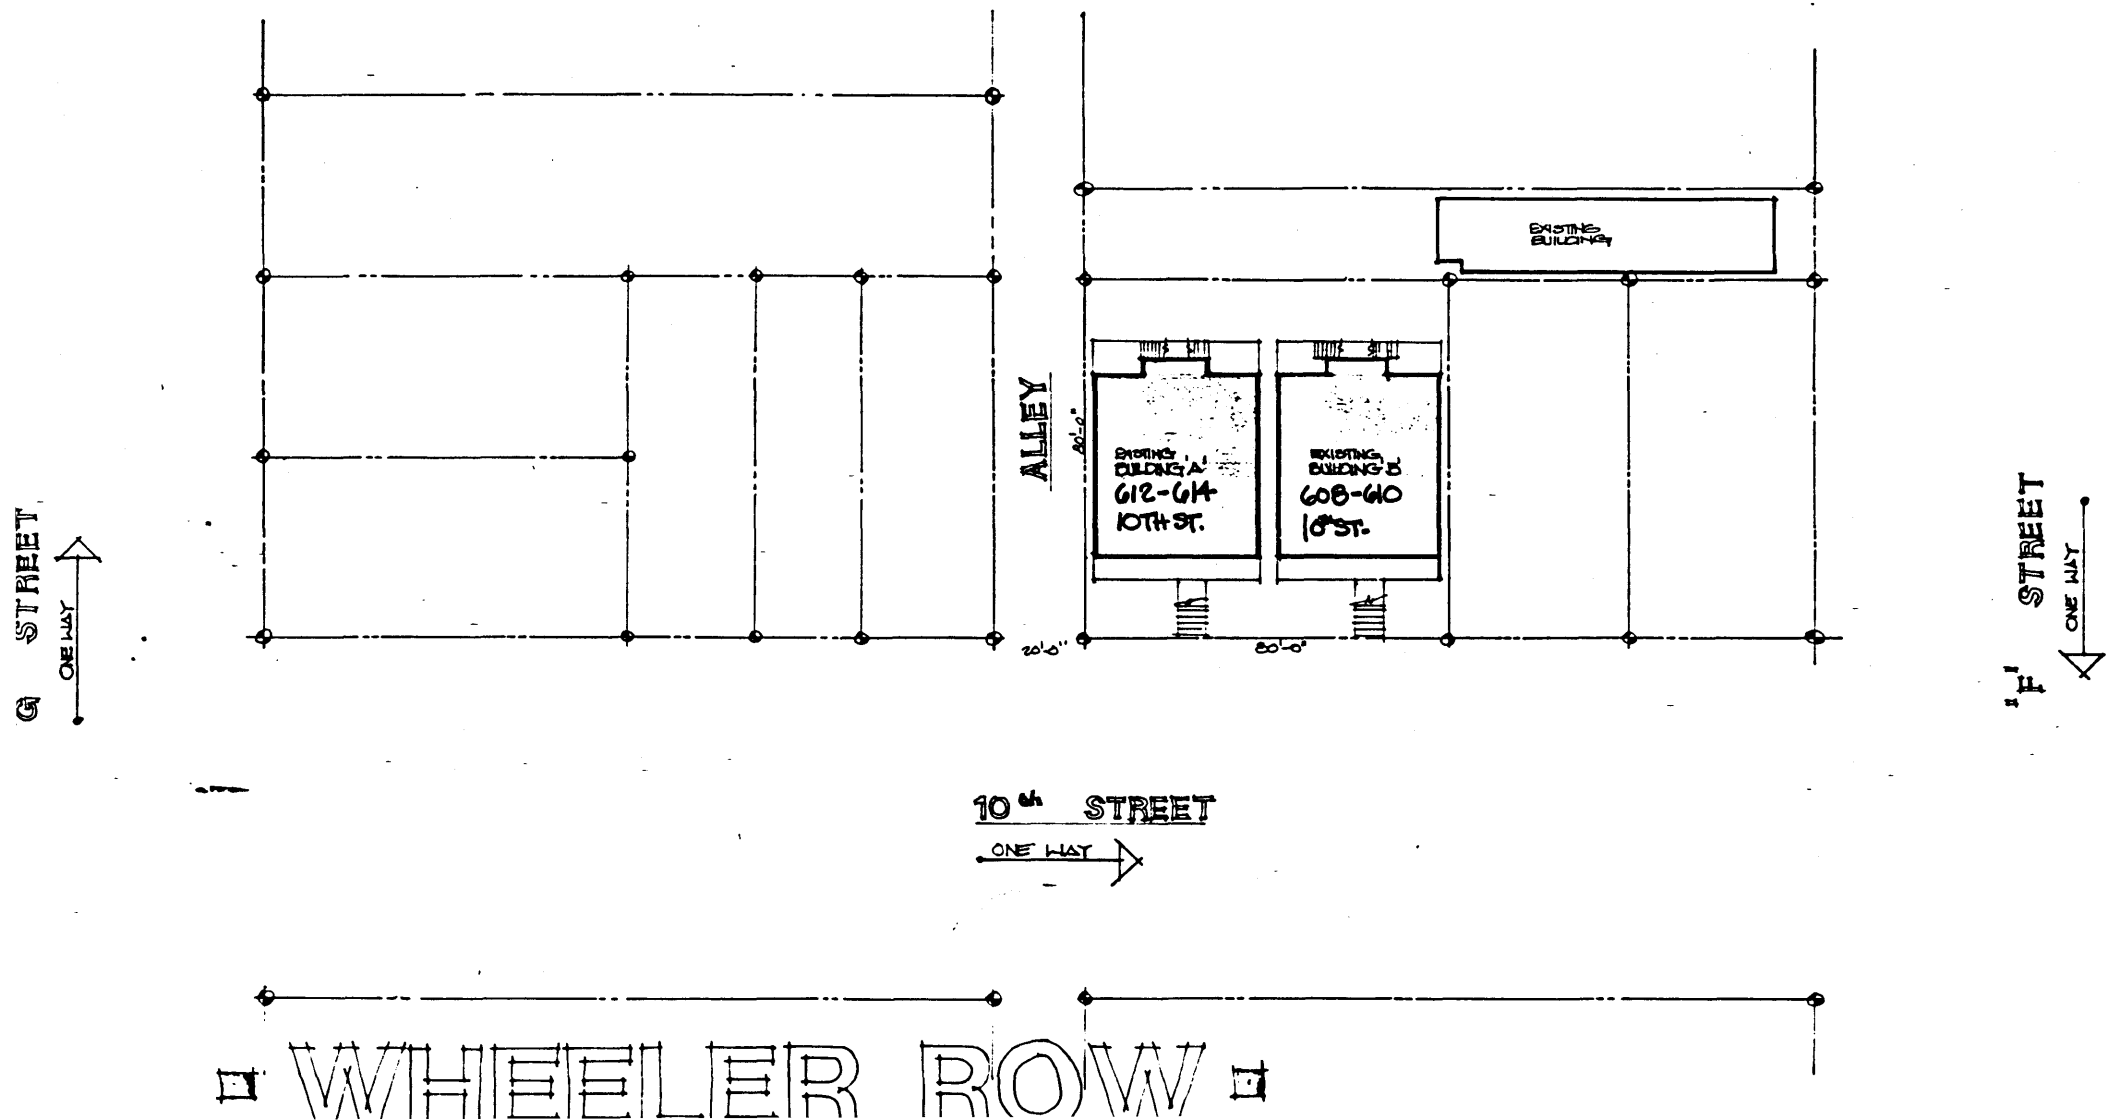 EXISTING
BUILDING
ALLEY
80'-0"
EXISTING
BUILDING 'A'
612-614
10TH ST.
EXISTING
BUILDING 'B'
608-610
10TH ST.
G STREET
ONE WAY
"F" STREET
ONE WAY
20'-0"
80'-0"
10th STREET
ONE WAY
WHEELER ROW